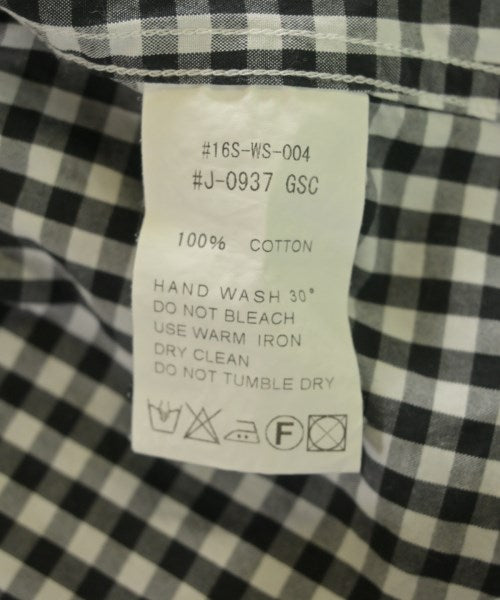 #16S-WS-004
#J-0937 GSC
100% COTTON
HAND WASH 30°
DO NOT BLEACH
USE WARM IRON
DRY CLEAN
DO NOT TUMBLE DRY
F